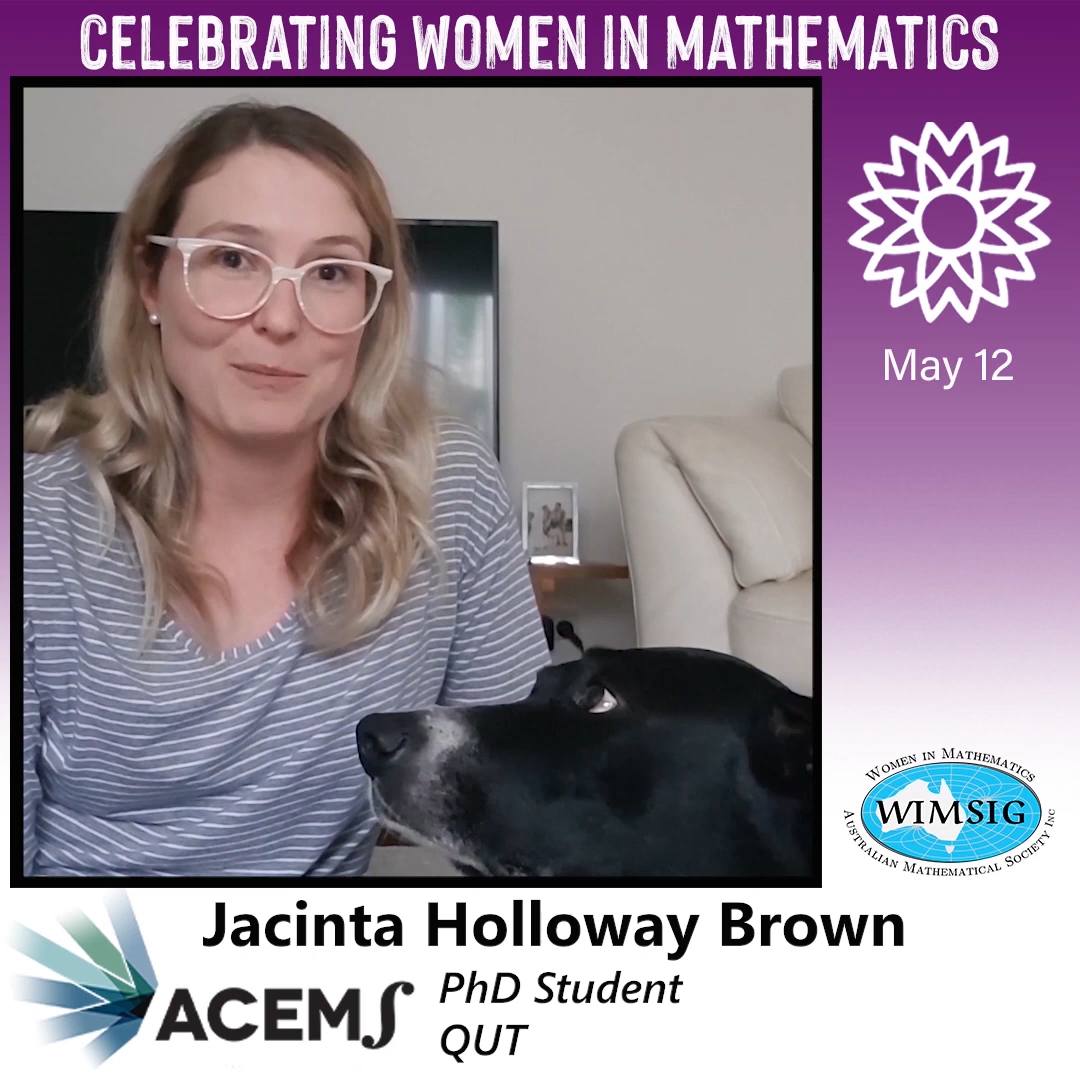 CELEBRATING WOMEN IN MATHEMATICS
May 12
WOMEN IN MATHEMATICS
WIMSIG
AUSTRALIAN MATHEMATICAL SOCIETY INC
Jacinta Holloway Brown
ACEMS
PhD Student
QUT